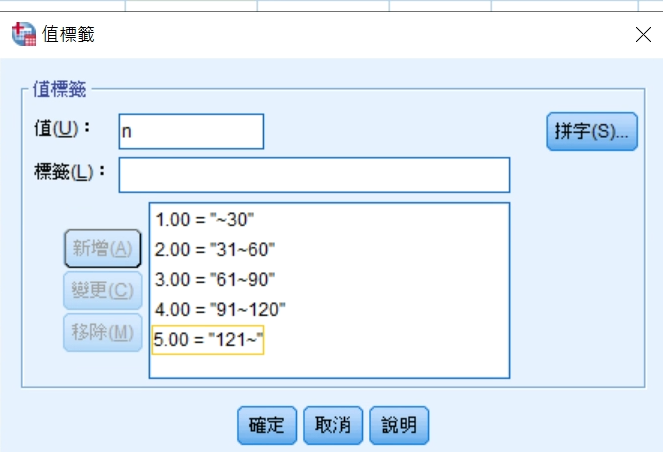 值標籤
值標籤
值(U)：
n
拼字(S)...
標籤(L)：
新增(A)
變更(C)
移除(M)
1.00 = "~30"
2.00 = "31~60"
3.00 = "61~90"
4.00 = "91~120"
5.00 = "121~"
確定 取消 說明